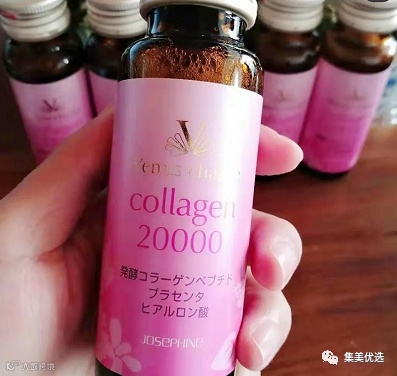 collagen
20000
発酵コラーゲンペプチド
プラセンタ
ヒアルロン酸
JOSEPHINE
集美优选